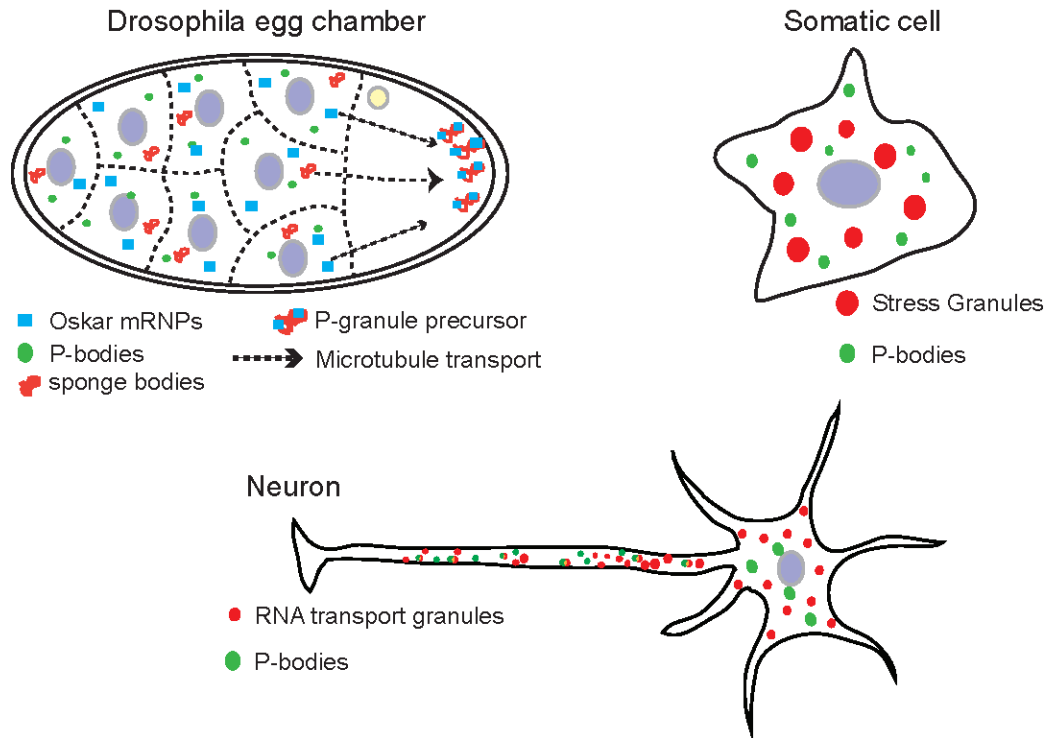 Drosophila egg chamber
Somatic cell
Oskar mRNPs
P-granule precursor
P-bodies
Microtubule transport
sponge bodies
Stress Granules
P-bodies
Neuron
RNA transport granules
P-bodies